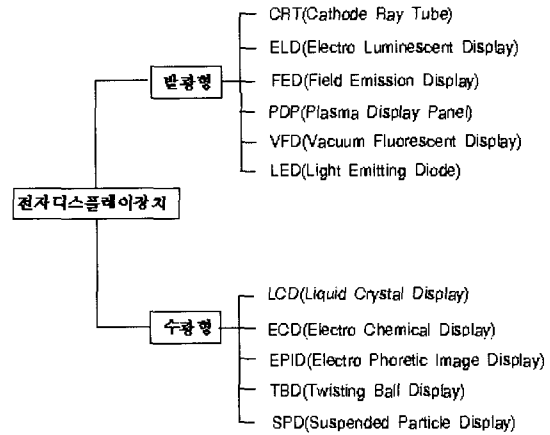 CRT(Cathode Ray Tube)
ELD(Electro Luminescent Display)
발광형
FED(Field Emission Display)
PDP(Plasma Display Panel)
VFD(Vacuum Fluorescent Display)
LED(Light Emitting Diode)
전자디스플레이장치
LCD(Liquid Crystal Display)
수광형
ECD(Electro Chemical Display)
EPID(Electro Phoretic Image Display)
TBD(Twisting Ball Display)
SPD(Suspended Particle Display)